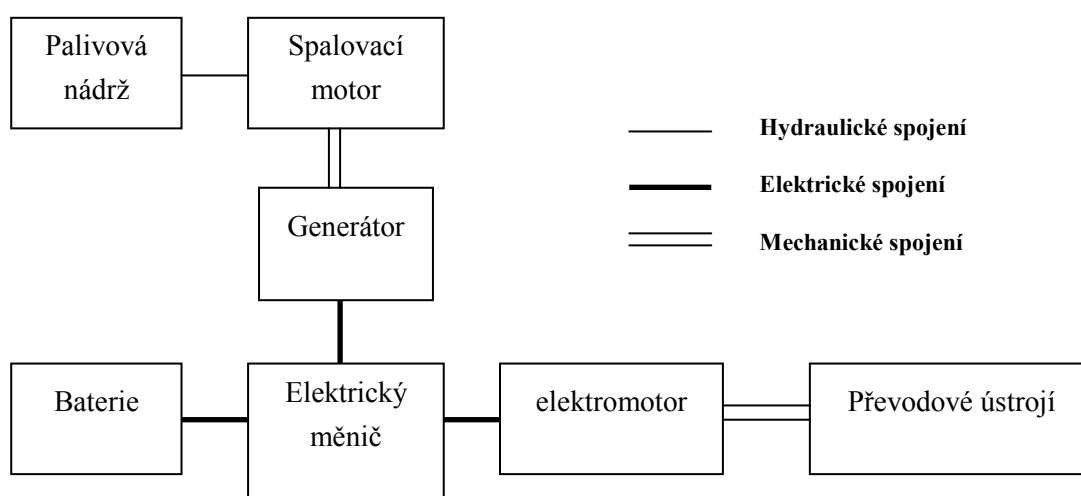 Palivová
nádrž
Spalovací
motor
Hydraulické spojení
Elektrické spojení
Mechanické spojení
Generátor
Baterie
Elektrický
měnič
elektromotor
Převodové ústrojí